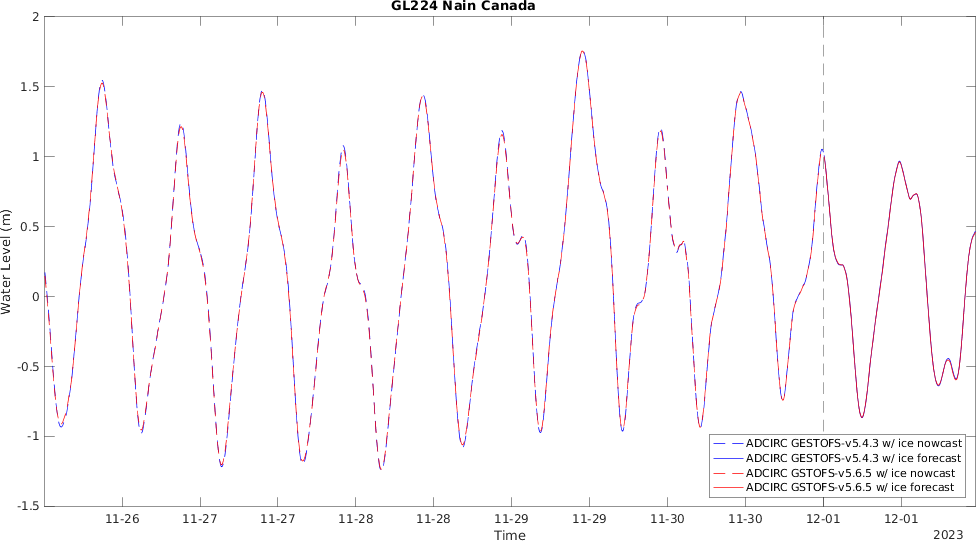 GL224 Nain Canada
2
1.5
1
0.5
0
-0.5
-1
-1.5
Water Level (m)
ADCIRC GESTOFS-v5.4.3 w/ ice nowcast
ADCIRC GESTOFS-v5.4.3 w/ ice forecast
ADCIRC GSTOFS-v5.6.5 w/ ice nowcast
ADCIRC GSTOFS-v5.6.5 w/ ice forecast
11-26 11-27 11-27 11-28 11-28 11-29 11-29 11-30 11-30 12-01 12-01
Time
2023